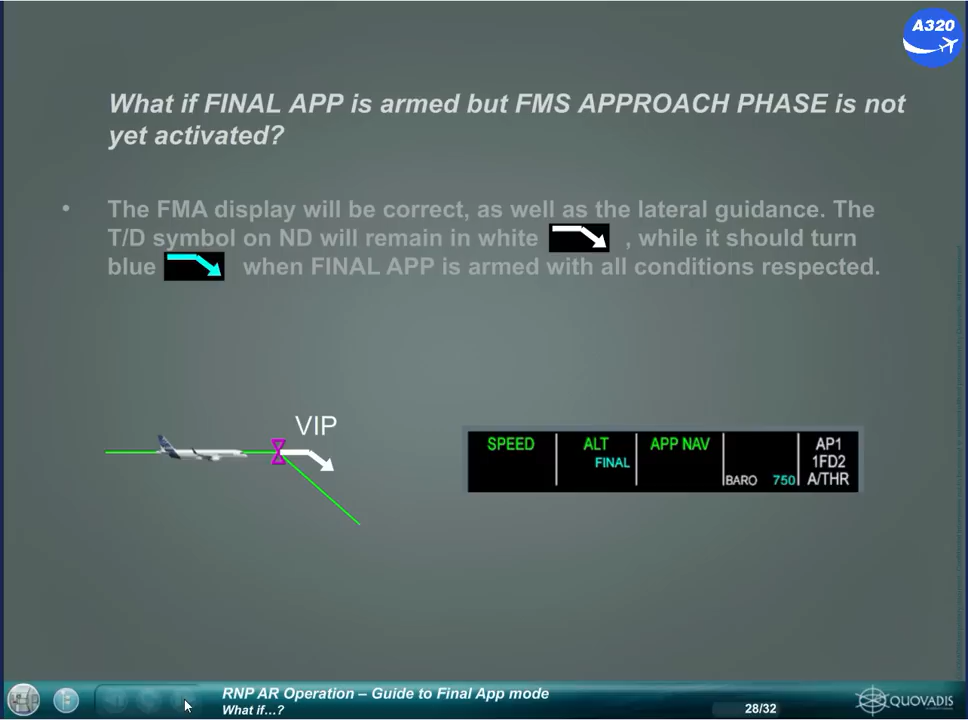 A320
What if FINAL APP is armed but FMS APPROACH PHASE is not
yet activated?
• The FMA display will be correct, as well as the lateral guidance. The
T/D symbol on ND will remain in white , while it should turn
blue when FINAL APP is armed with all conditions respected.
VIP
SPEED ALT APP NAV AP1
FINAL 1FD2
BARO 750 A/THR
RNP AR Operation – Guide to Final App mode
What if…?
28/32
QUOVADIS